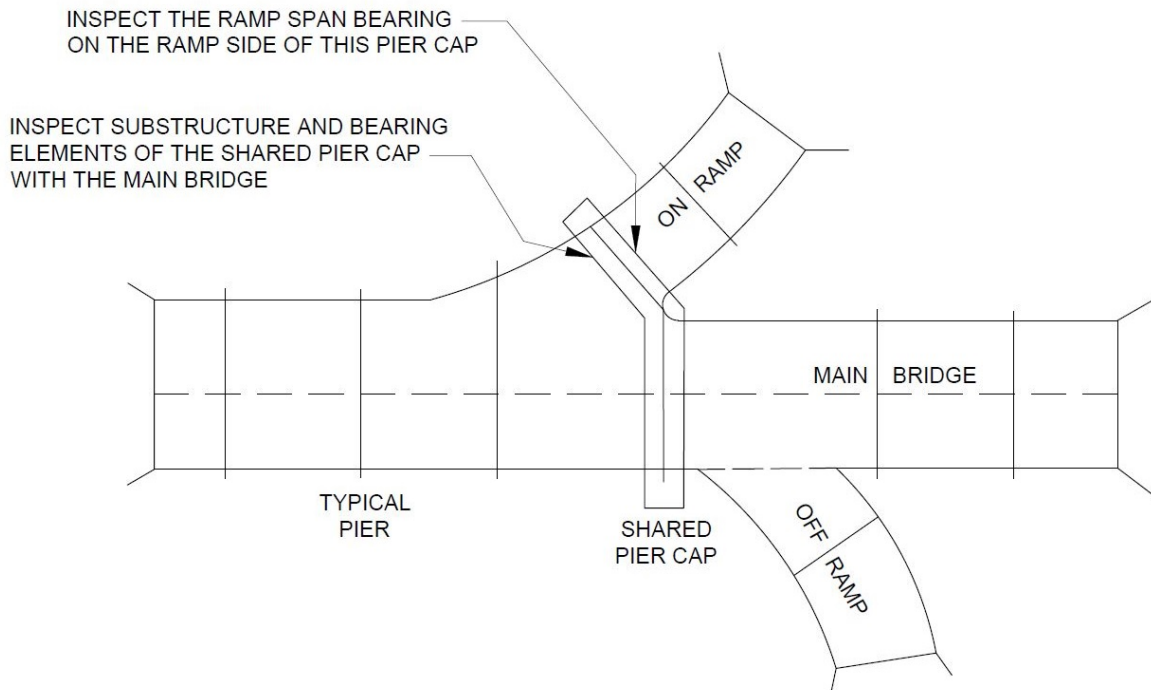 INSPECT THE RAMP SPAN BEARING
ON THE RAMP SIDE OF THIS PIER CAP
INSPECT SUBSTRUCTURE AND BEARING
ELEMENTS OF THE SHARED PIER CAP
WITH THE MAIN BRIDGE
ON RAMP
MAIN BRIDGE
TYPICAL
PIER
SHARED
PIER CAP
OFF RAMP